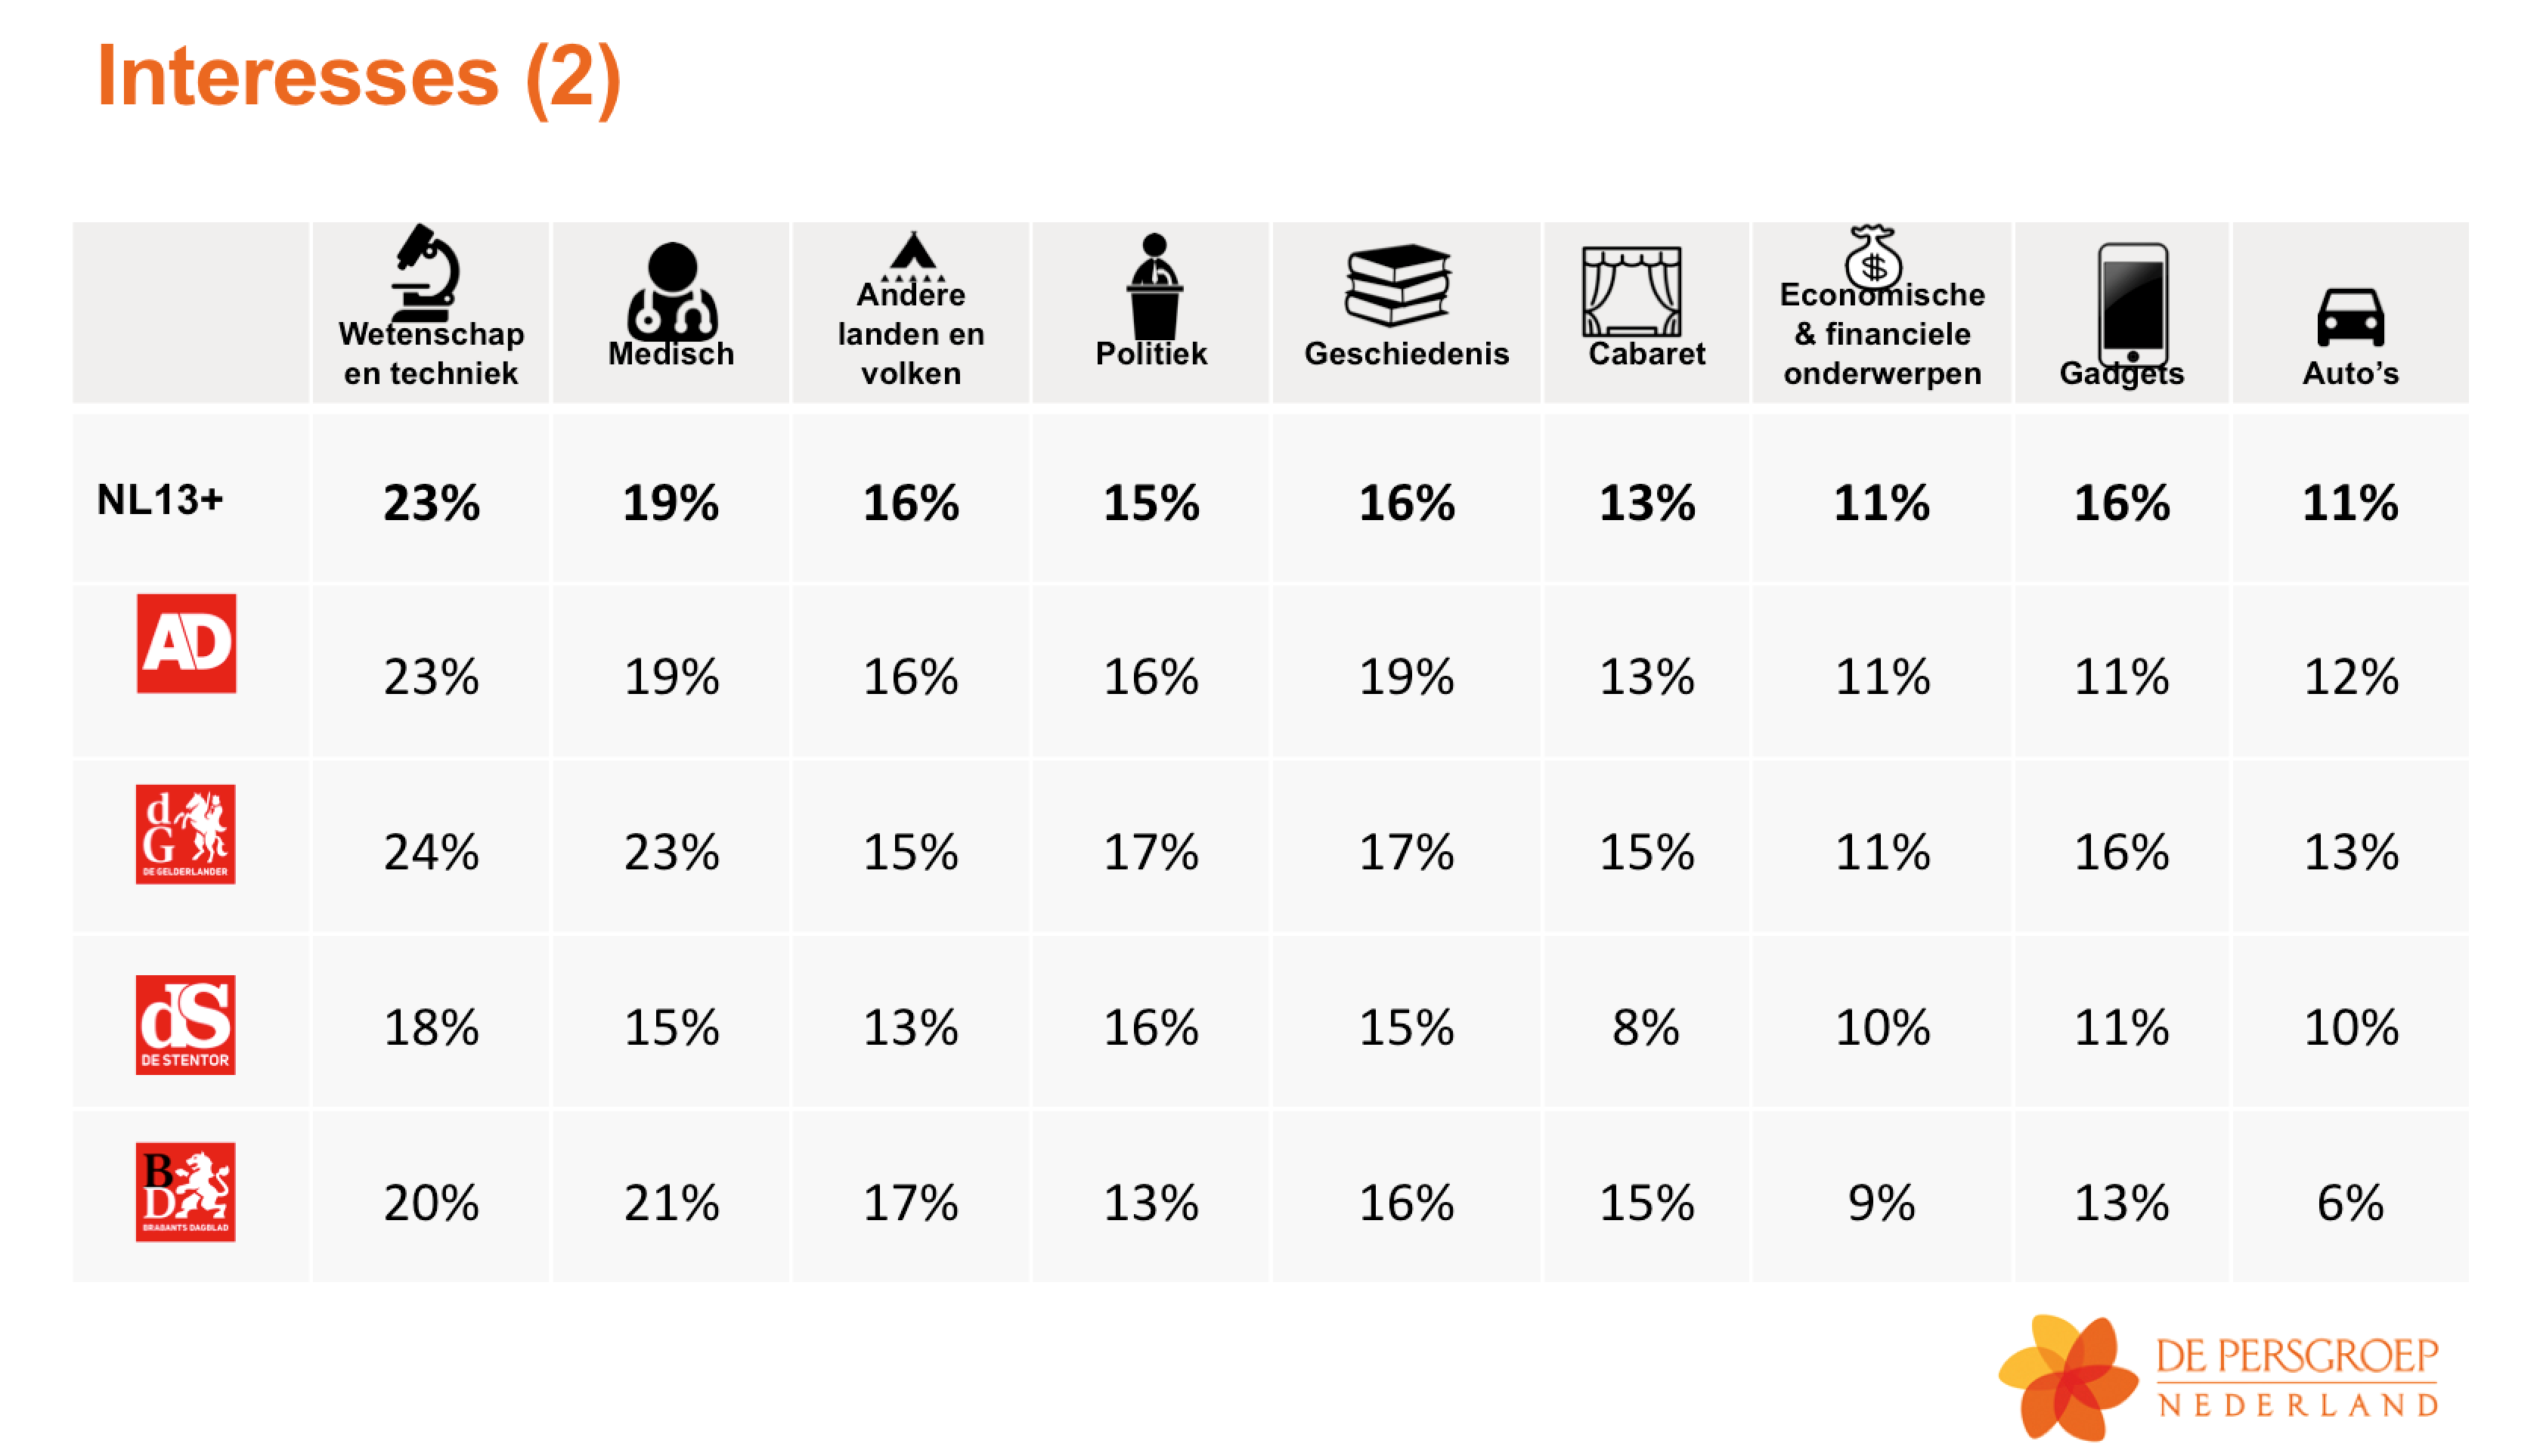 Interesses (2)
Wetenschap
en techniek
Medisch
Andere
landen en
volken
Politiek
Geschiedenis
Cabaret
$
Economische
& financiele
onderwerpen
Gadgets
Auto's
NL13+ 23% 19% 16% 15% 16% 13% 11% 16% 11%
AD 23% 19% 16% 16% 19% 13% 11% 11% 12%
dG
DE GELDERLANDER
24% 23% 15% 17% 17% 15% 11% 16% 13%
dS
DE STENTOR
18% 15% 13% 16% 15% 8% 10% 11% 10%
BD
BRABANTS DAGBLAD
20% 21% 17% 13% 16% 15% 9% 13% 6%
DE PERSGROEP
NEDERLAND